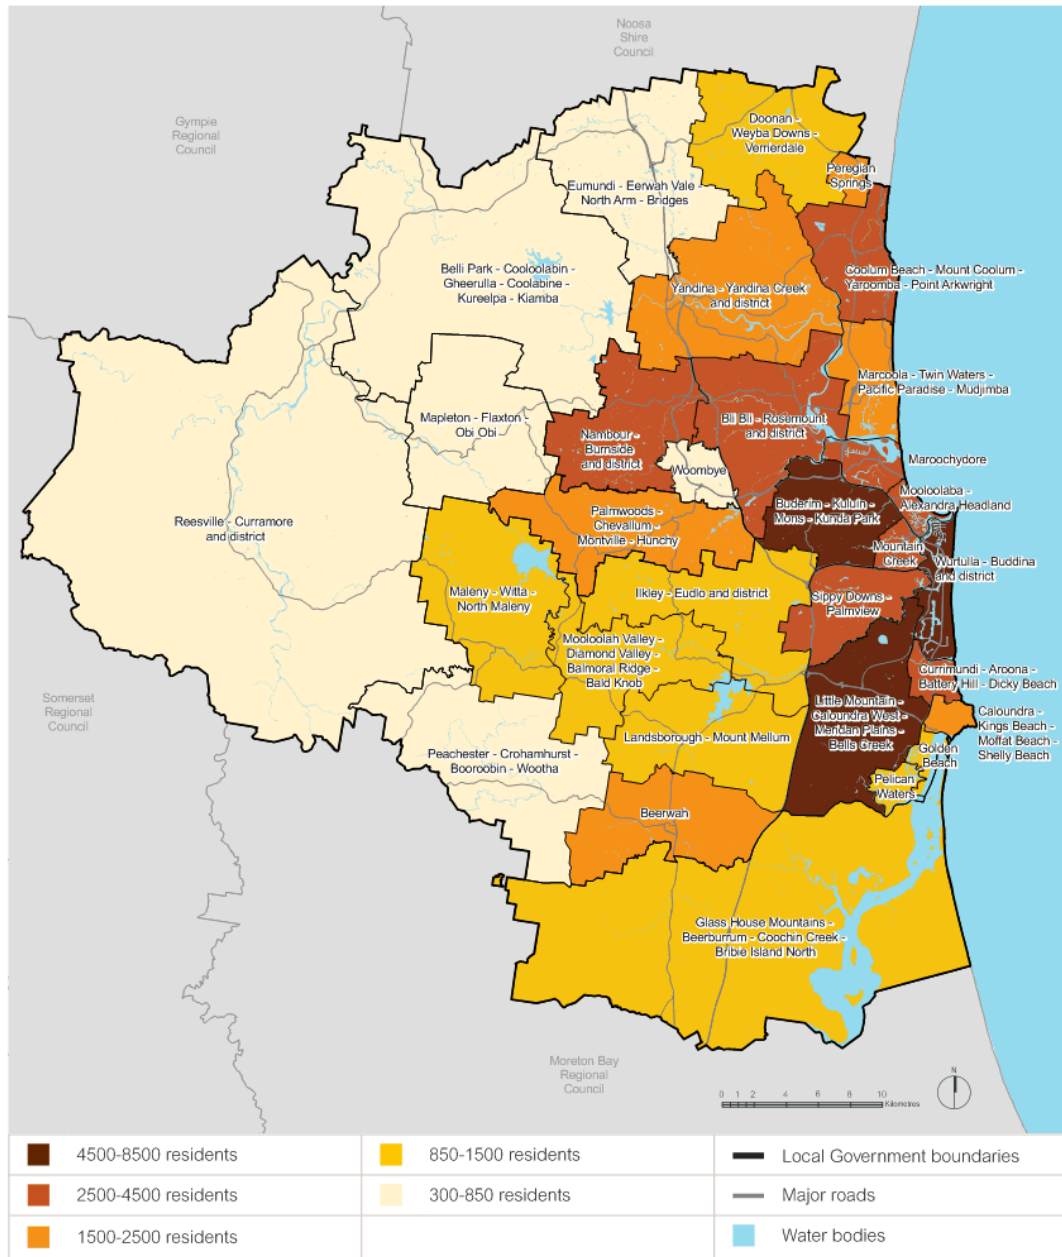 Noosa
Shire
Council
Gympie
Regional
Council
Doonan -
Weyba Downs -
Verrierdale
Peregian
Springs
Eumundi - Eerwah Vale -
North Arm - Bridges
Belli Park - Cooloolabin -
Gheerulla - Coolabine -
Kureelpa - Kiamba
Yandina - Yandina Creek
and district
Coolum Beach - Mount Coolum -
Yaroomba - Point Arkwright
Marcoola - Twin Waters -
Pacific Paradise - Mudjimba
Mapleton - Flaxton -
Obi Obi
Nambour -
Burnside
and district
Bli Bli - Rosemount
and district
Woombye
Maroochydore
Mooloolaba -
Alexandra Headland
Reesville - Curramore
and district
Palmwoods -
Chevallum -
Montville - Hunchy
Buderim - Kuluin -
Mons - Kunda Park
Mountain
Creek
Wurtulla - Buddina
and district
Maleny - Witta -
North Maleny
Ilkley - Eudlo and district
Sippy Downs -
Palmview
Mooloolah Valley -
Diamond Valley -
Balmoral Ridge -
Bald Knob
Currimundi - Aroona -
Battery Hill - Dicky Beach
Somerset
Regional
Council
Little Mountain -
Caloundra West -
Meridan Plains -
Bells Creek
Caloundra -
Kings Beach -
Moffat Beach -
Shelly Beach
Landsborough - Mount Mellum
Peachester - Crohamhurst -
Booroobin - Wootha
Golden
Beach
Pelican
Waters
Beerwah
Glass House Mountains -
Beerburrum - Coochin Creek -
Bribie Island North
Moreton Bay
Regional
Council
N
0 1 2 4 6 8 10
Kilometres
4500-8500 residents
850-1500 residents
Local Government boundaries
2500-4500 residents
300-850 residents
Major roads
1500-2500 residents
Water bodies